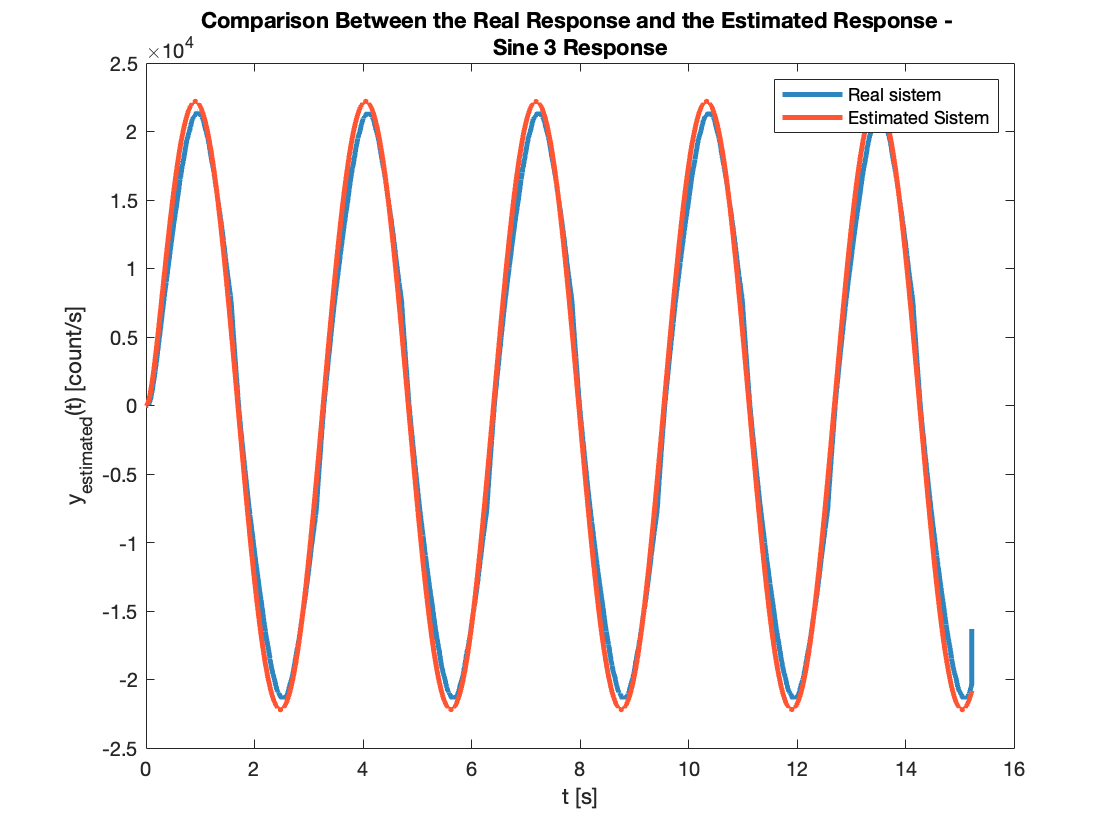 Comparison Between the Real Response and the Estimated Response -
Sine 3 Response
×10^4
2.5
2
1.5
1
0.5
0
-0.5
-1
-1.5
-2
-2.5
y_estimated(t) [count/s]
Real sistem
Estimated Sistem
0 2 4 6 8 10 12 14 16
t [s]